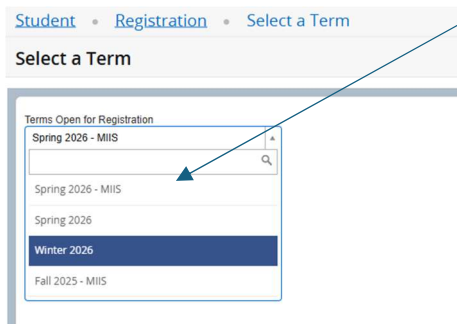 Student • Registration • Select a Term
Select a Term
Terms Open for Registration
Spring 2026 - MIIS
Spring 2026 - MIIS
Spring 2026
Winter 2026
Fall 2025 - MIIS